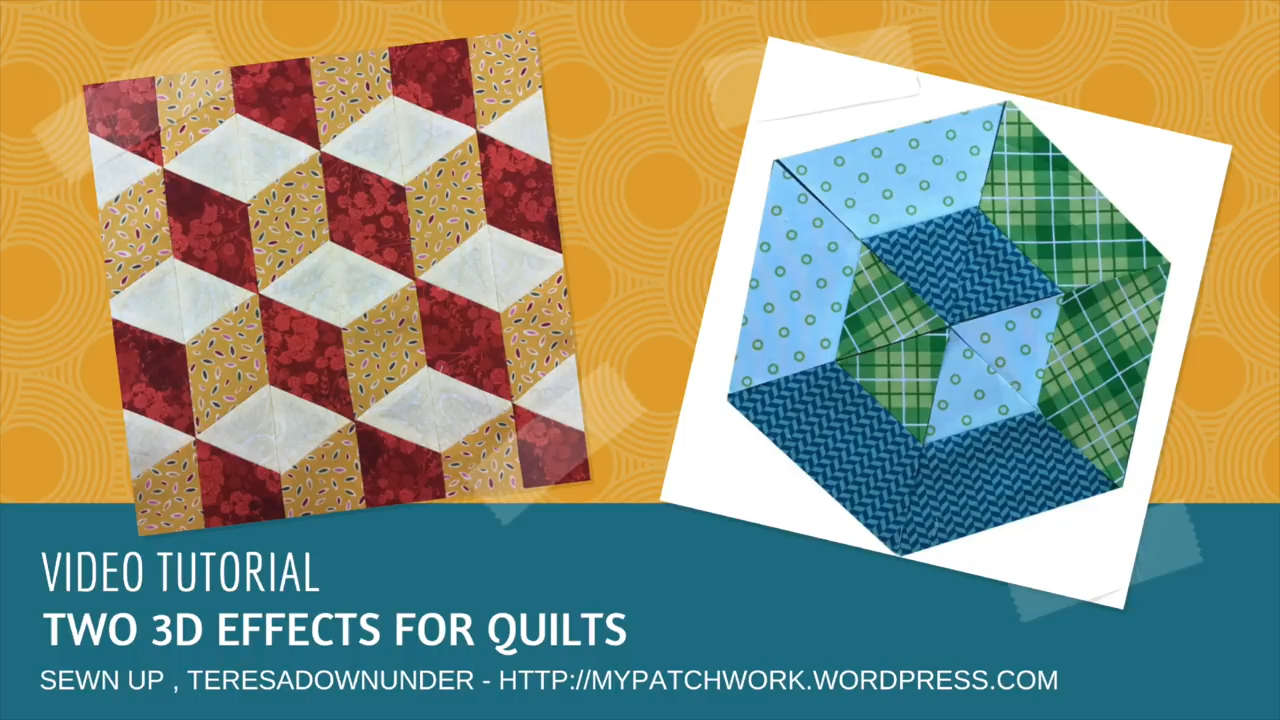 VIDEO TUTORIAL
TWO 3D EFFECTS FOR QUILTS
SEWN UP , TERESADOWNUNDER - HTTP://MYPATCHWORK.WORDPRESS.COM